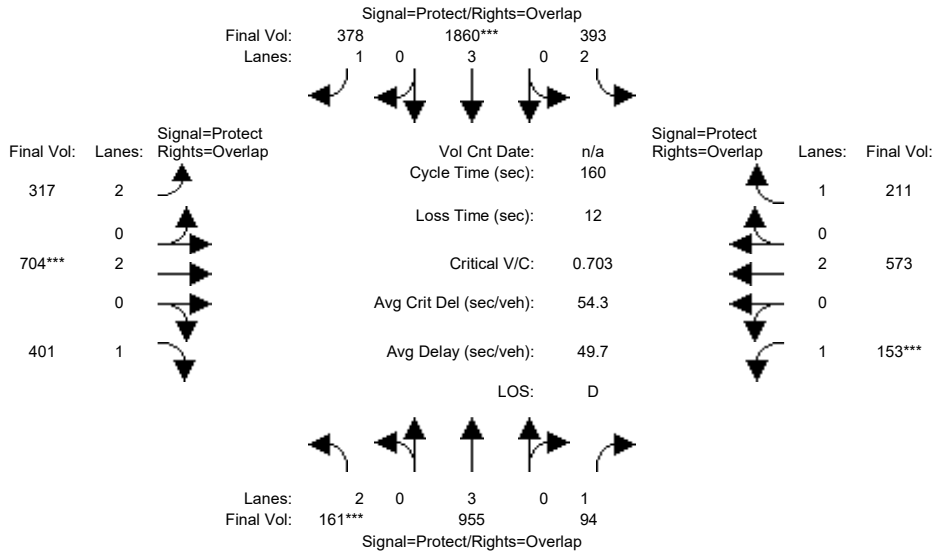 Signal=Protect/Rights=Overlap
Final Vol: 378 1860*** 393
Lanes: 1 0 3 0 2
Signal=Protect Signal=Protect
Final Vol: Lanes: Rights=Overlap Vol Cnt Date: n/a Rights=Overlap Lanes: Final Vol:
Cycle Time (sec): 160
317 2 1 211
Loss Time (sec): 12
0 0
704*** 2 Critical V/C: 0.703 2 573
0 Avg Crit Del (sec/veh): 54.3 0
401 1 Avg Delay (sec/veh): 49.7 1 153***
LOS: D
Lanes: 2 0 3 0 1
Final Vol: 161*** 955 94
Signal=Protect/Rights=Overlap